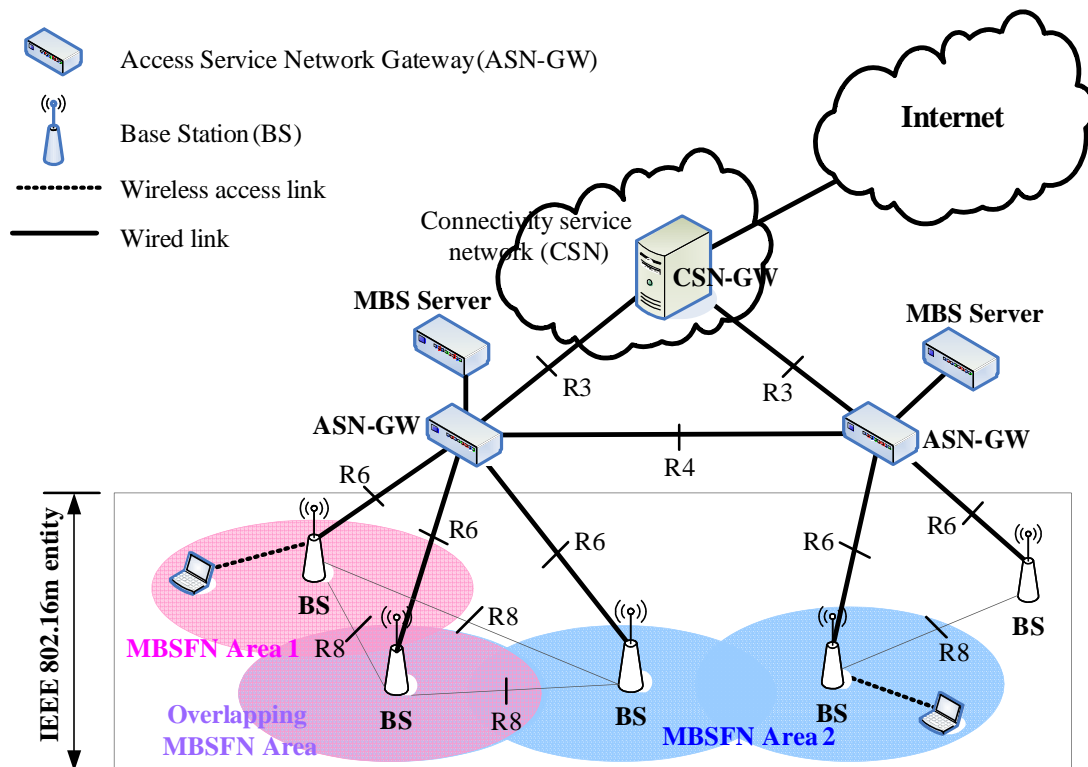 Access Service Network Gateway(ASN-GW)
Base Station(BS)
Wireless access link
Wired link
Internet
Connectivity service
network (CSN)
CSN-GW
MBS Server
MBS Server
R3
R3
ASN-GW
ASN-GW
R4
R6
R6
R6
R6
R6
IEEE 802.16m entity
BS
BS
MBSFN Area 1
R8
R8
R8
R8
BS
BS
BS
Overlapping
MBSFN Area
MBSFN Area 2